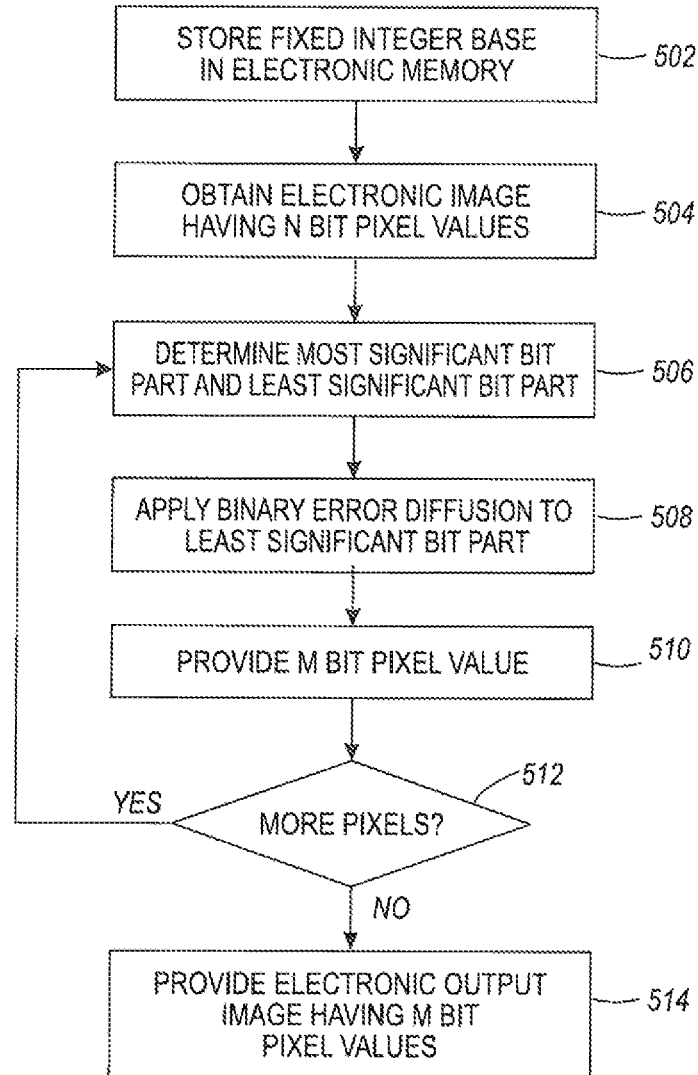 STORE FIXED INTEGER BASE
IN ELECTRONIC MEMORY
502
OBTAIN ELECTRONIC IMAGE
HAVING N BIT PIXEL VALUES
504
DETERMINE MOST SIGNIFICANT BIT
PART AND LEAST SIGNIFICANT BIT PART
506
APPLY BINARY ERROR DIFFUSION TO
LEAST SIGNIFICANT BIT PART
508
PROVIDE M BIT PIXEL VALUE
510
512
YES
MORE PIXELS?
NO
PROVIDE ELECTRONIC OUTPUT
IMAGE HAVING M BIT
PIXEL VALUES
514